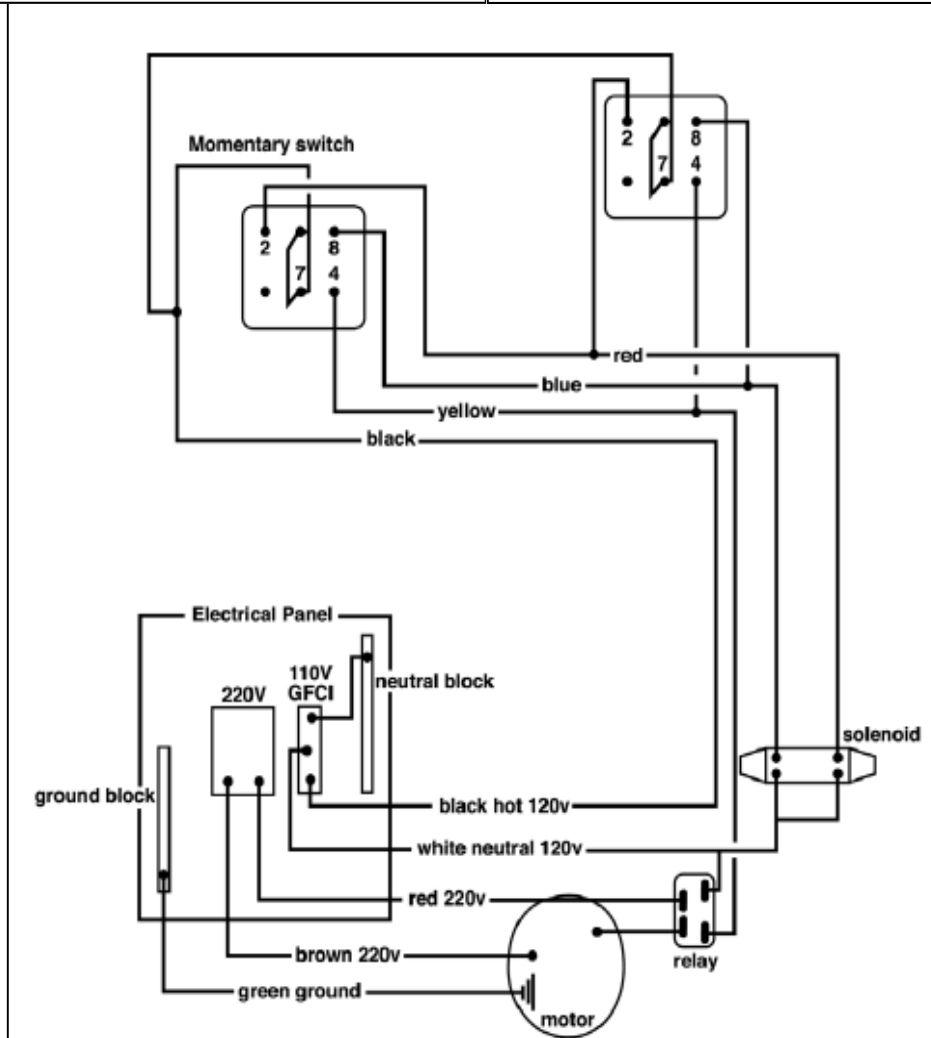 Momentary switch
2
8
7
4
2
8
7
4
red
blue
yellow
black
Electrical Panel
220V
110V
GFCI
neutral block
ground block
solenoid
black hot 120v
white neutral 120v
red 220v
brown 220v
relay
green ground
motor